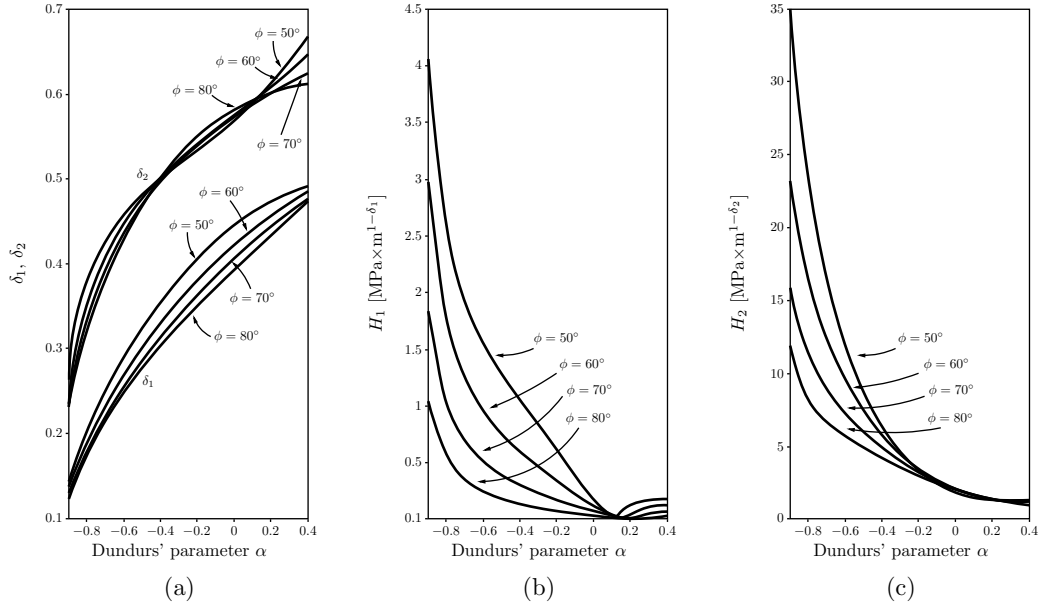 0.7
0.6
0.5
0.4
0.3
0.2
0.1
δ₁, δ₂
ϕ = 50°
ϕ = 60°
ϕ = 80°
ϕ = 70°
δ₂
ϕ = 60°
ϕ = 50°
ϕ = 70°
ϕ = 80°
δ₁
−0.8 −0.6 −0.4 −0.2 0 0.2 0.4
Dundurs' parameter α
(a)
4.5
4
3.5
3
2.5
2
1.5
1
0.5
0.1
H₁ [MPa×m^{1−δ₁}]
ϕ = 50°
ϕ = 60°
ϕ = 70°
ϕ = 80°
−0.8 −0.6 −0.4 −0.2 0 0.2 0.4
Dundurs' parameter α
(b)
35
30
25
20
15
10
5
0
H₂ [MPa×m^{1−δ₂}]
ϕ = 50°
ϕ = 60°
ϕ = 70°
ϕ = 80°
−0.8 −0.6 −0.4 −0.2 0 0.2 0.4
Dundurs' parameter α
(c)